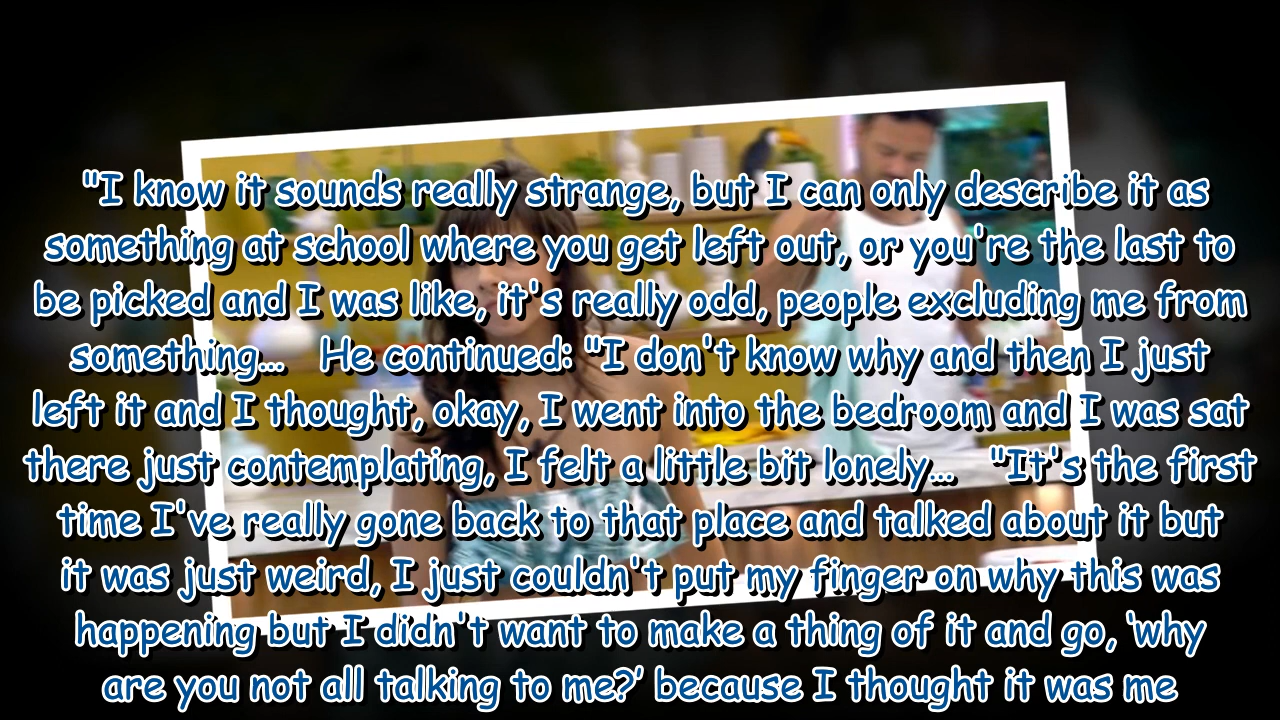 "I know it sounds really strange, but I can only describe it as
something at school where you get left out, or you're the last to
be picked and I was like, it's really odd, people excluding me from
something...   He continued: "I don't know why and then I just
left it and I thought, okay, I went into the bedroom and I was sat
there just contemplating, I felt a little bit lonely...   "It's the first
time I've really gone back to that place and talked about it but
it was just weird, I just couldn't put my finger on why this was
happening but I didn't want to make a thing of it and go, ‘why
are you not all talking to me?’ because I thought it was me